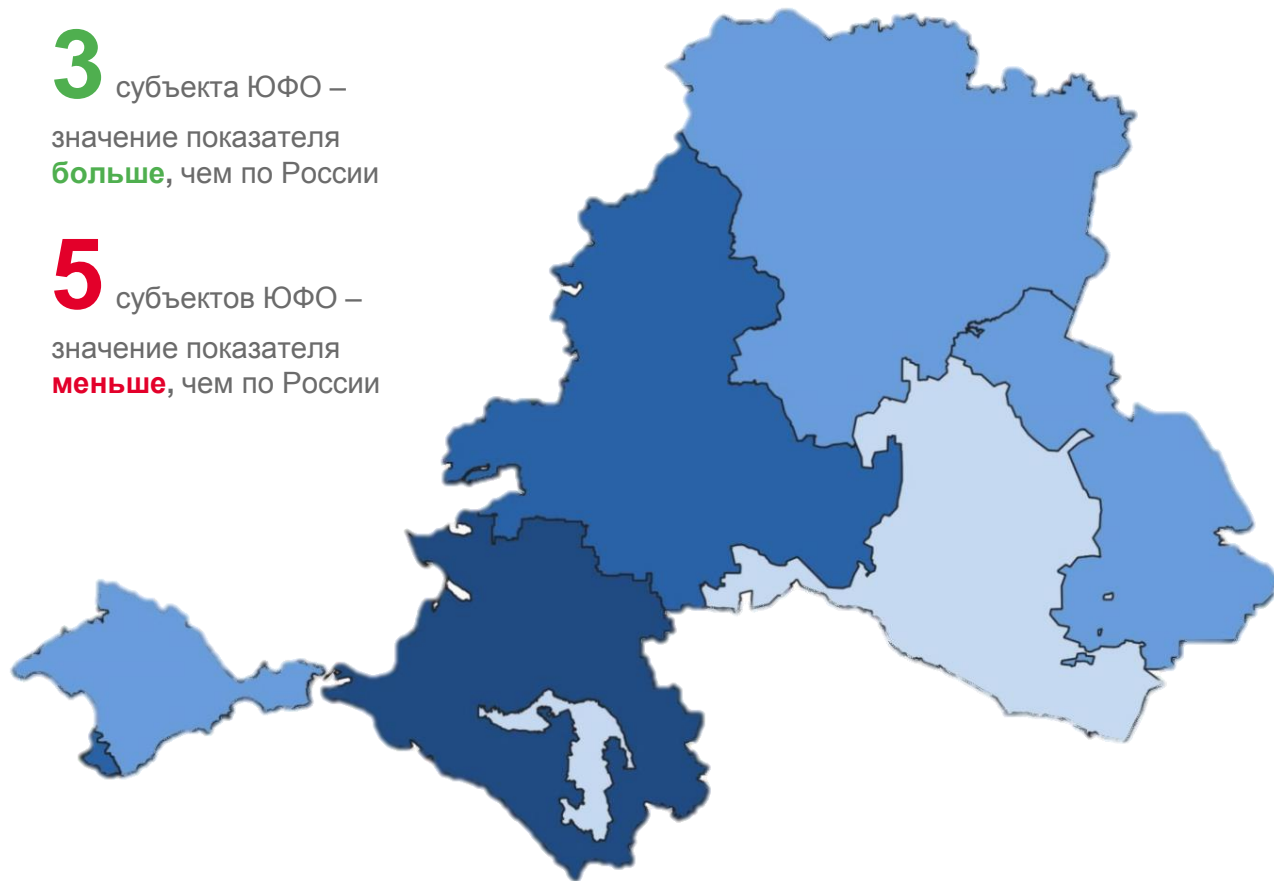 3 субъекта ЮФО –
значение показателя
больше, чем по России
5 субъектов ЮФО –
значение показателя
меньше, чем по России